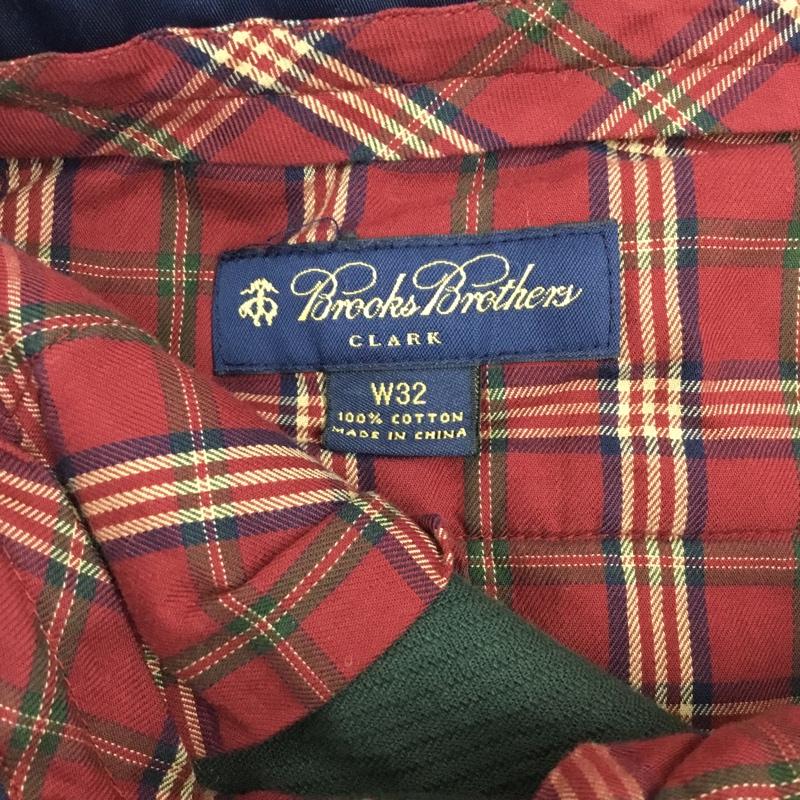 Brooks Brothers
CLARK
W32
100% COTTON
MADE IN CHINA